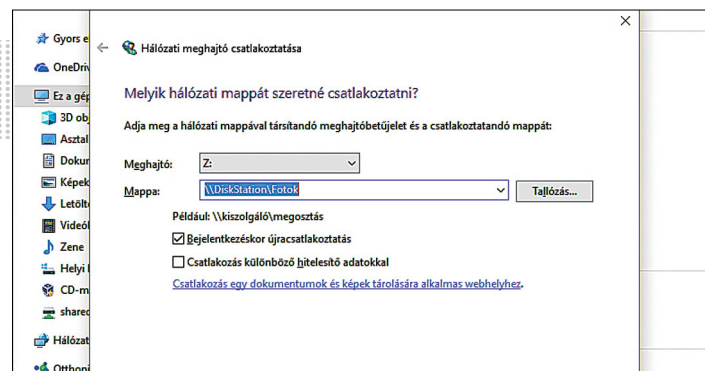 Gyors
OneDriv
Ez a gép
3D obj
Asztal
Dokum
Képek
Letölt
Videó
Zene
Helyi
CD-m
shared
Hálózat
Otthoni
Hálózati meghajtó csatlakoztatása
Melyik hálózati mappát szeretné csatlakoztatni?
Adja meg a hálózati mappával társítandó meghajtóbetűjelet és a csatlakoztatandó mappát:
Meghajtó: Z:
Mappa: \\DiskStation\Fotok Tallózás...
Például: \\kiszolgáló\megosztás
Bejelentkezéskor újracsatlakoztatás
Csatlakozás különböző hitelesítő adatokkal
Csatlakozás egy dokumentumok és képek tárolására alkalmas webhelyhez.